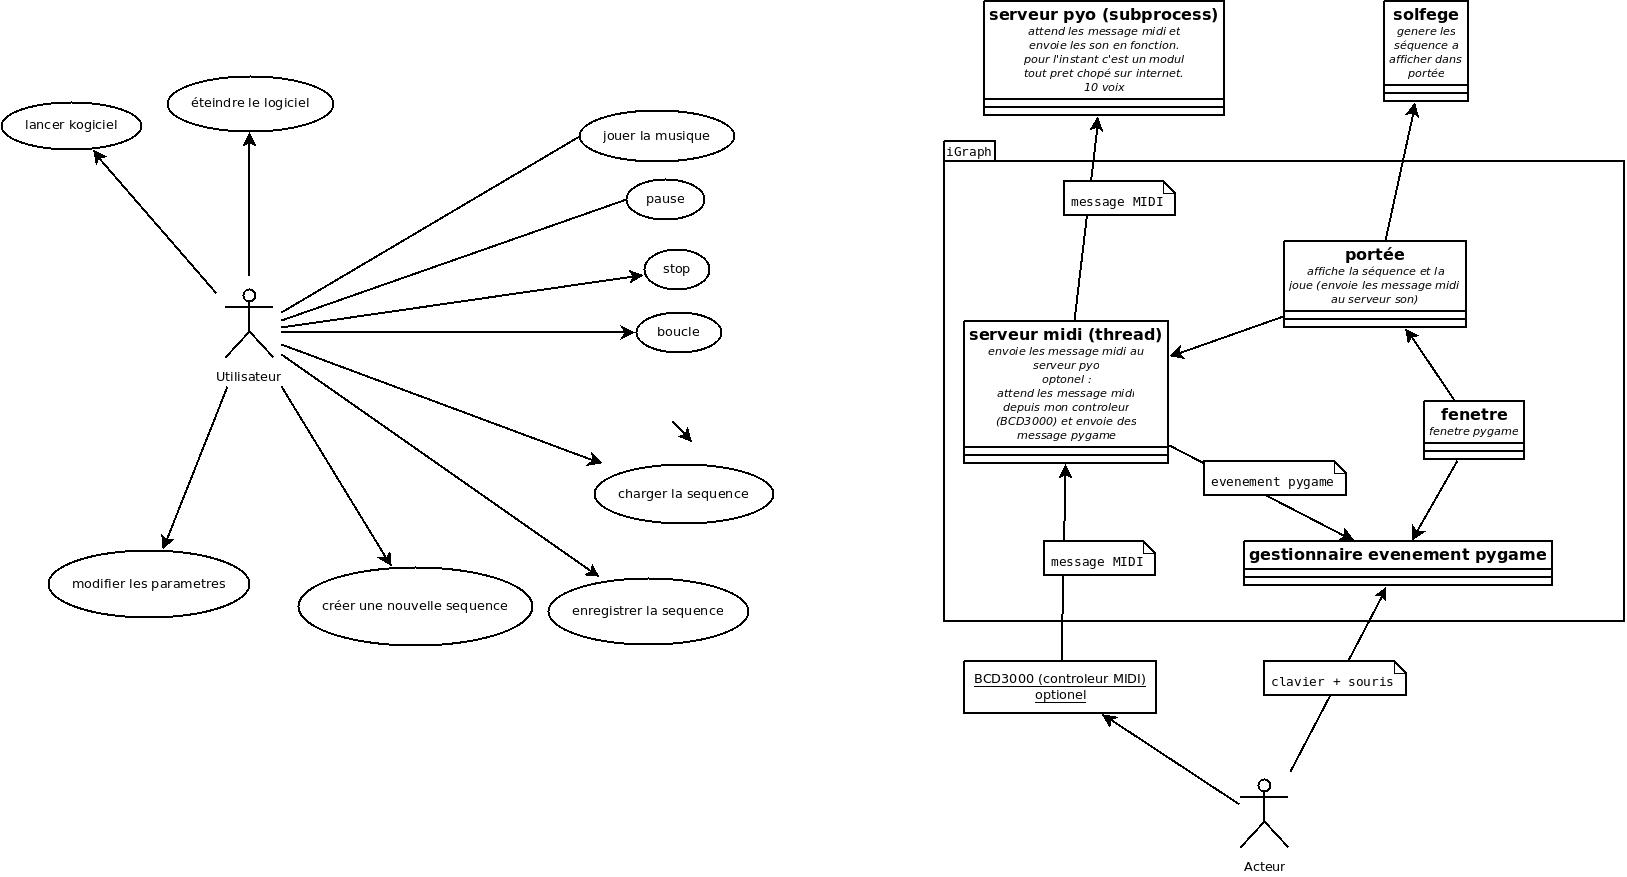 lancer kogiciel
éteindre le logiciel
jouer la musique
pause
stop
boucle
Utilisateur
charger la sequence
modifier les parametres
créer une nouvelle sequence
enregistrer la sequence
serveur pyo (subprocess)
attend les message midi et
envoie les son en fonction.
pour l'instant c'est un modul
tout pret chopé sur internet.
10 voix
solfege
genere les
séquence a
afficher dans
portée
iGraph
message MIDI
portée
affiche la séquence et la
joue (envoie les message midi
au serveur son)
serveur midi (thread)
envoie les message midi au
serveur pyo
optonel :
attend les message midi
depuis mon controleur
(BCD3000) et envoie des
message pygame
fenetre
fenetre pygame
evenement pygame
message MIDI
gestionnaire evenement pygame
BCD3000 (controleur MIDI)
optionel
clavier + souris
Acteur